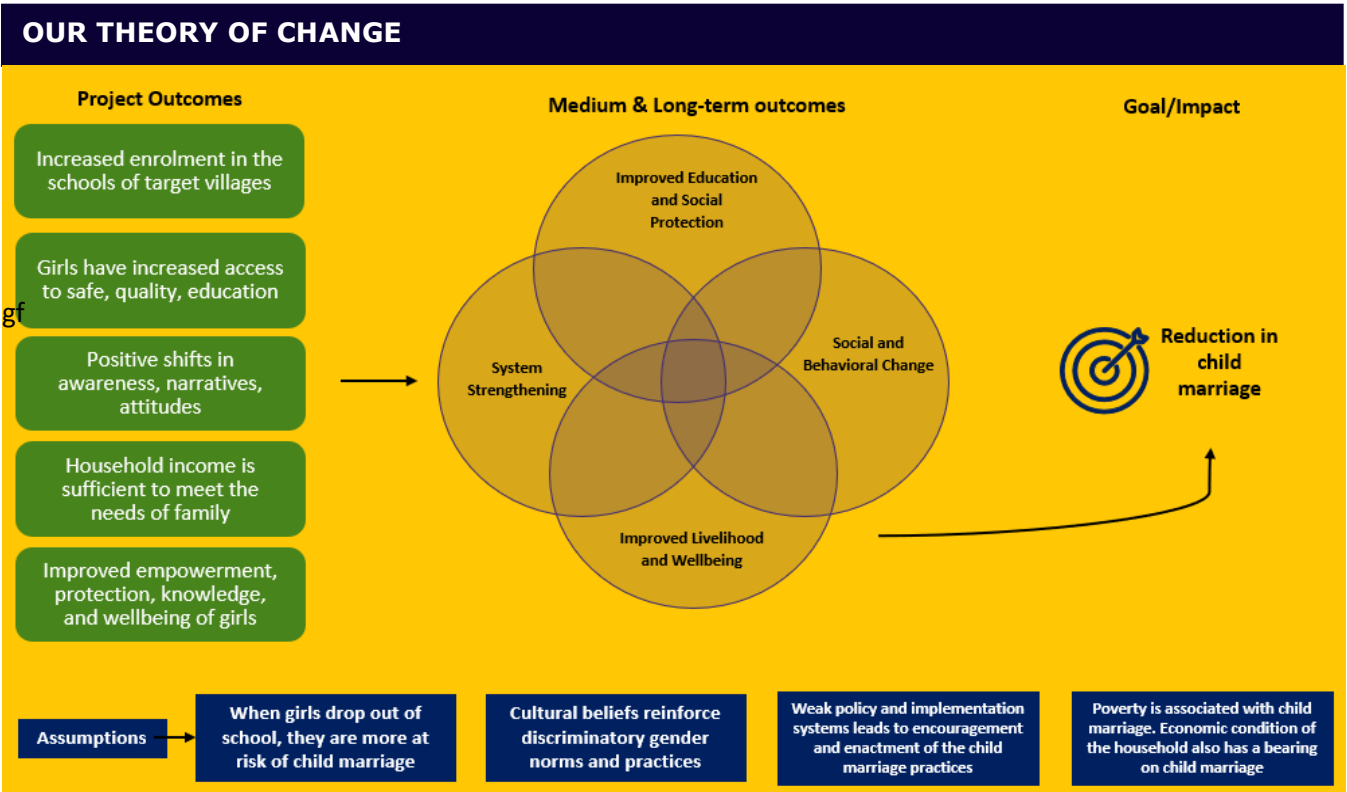 OUR THEORY OF CHANGE
Project Outcomes
Increased enrolment in the
schools of target villages
Girls have increased access
to safe, quality, education
gf
Positive shifts in
awareness, narratives,
attitudes
Household income is
sufficient to meet the
needs of family
Improved empowerment,
protection, knowledge,
and wellbeing of girls
Medium & Long-term outcomes
Improved Education
and Social
Protection
System
Strengthening
Social and
Behavioral Change
Improved Livelihood
and Wellbeing
Goal/Impact
Reduction in
child
marriage
Assumptions
When girls drop out of
school, they are more at
risk of child marriage
Cultural beliefs reinforce
discriminatory gender
norms and practices
Weak policy and implementation
systems leads to encouragement
and enactment of the child
marriage practices
Poverty is associated with child
marriage. Economic condition of
the household also has a bearing
on child marriage